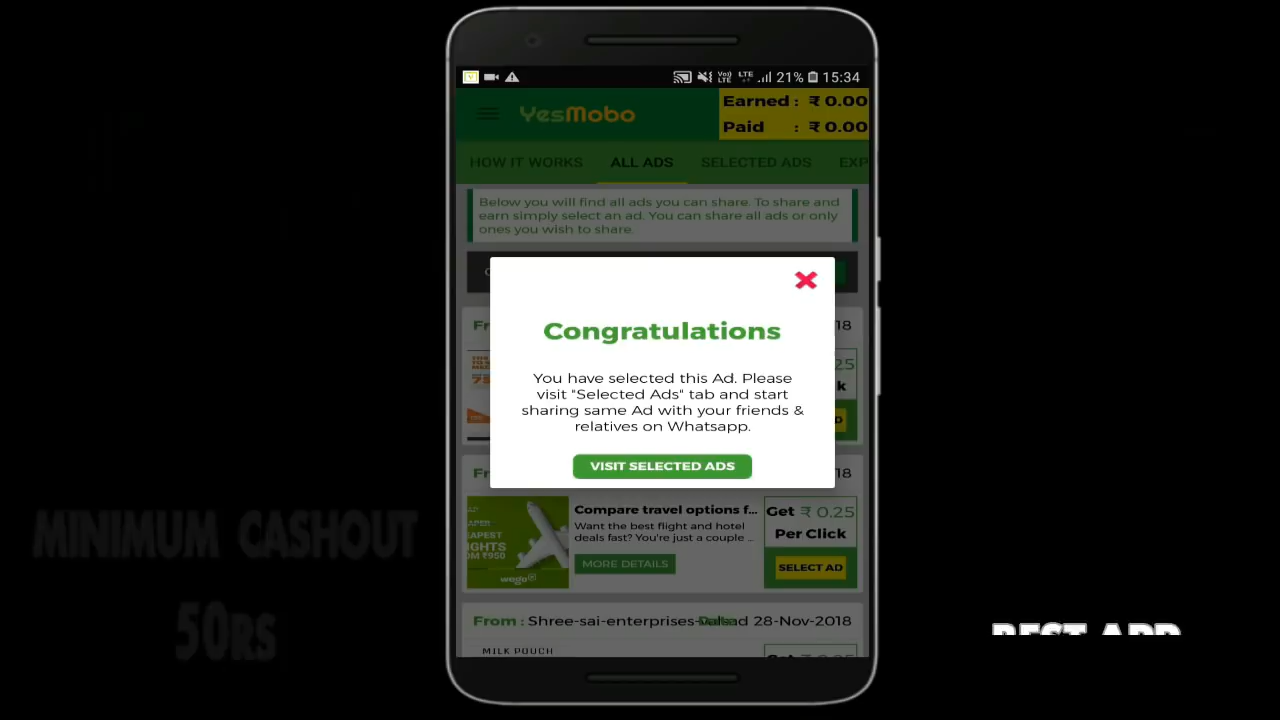 21% 15:34
YesMobo
Earned : ₹ 0.00
Paid : ₹ 0.00
HOW IT WORKS ALL ADS SELECTED ADS EXP
Below you will find all ads you can share. To share and
earn simply select an ad. You can share all ads or only
ones you wish to share.
Congratulations
You have selected this Ad. Please
visit "Selected Ads" tab and start
sharing same Ad with your friends &
relatives on Whatsapp.
VISIT SELECTED ADS
Compare travel options f...
Want the best flight and hotel
deals fast? You're just a couple ...
MORE DETAILS
wego
Get ₹ 0.25
Per Click
SELECT AD
From : Shree-sai-enterprises- 28-Nov-2018
MILK POUCH
MINIMUM CASHOUT
50RS
BEST APP